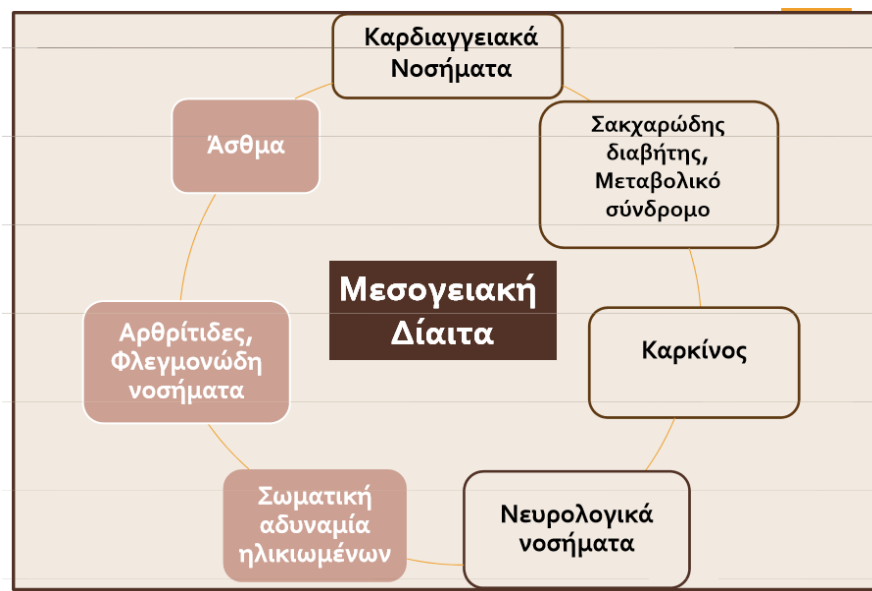 Καρδιαγγειακά
Νοσήματα
Σακχαρώδης
διαβήτης,
Μεταβολικό
σύνδρομο
Καρκίνος
Νευρολογικά
νοσήματα
Σωματική
αδυναμία
ηλικιωμένων
Αρθρίτιδες,
Φλεγμονώδη
νοσήματα
Άσθμα
Μεσογειακή
Δίαιτα